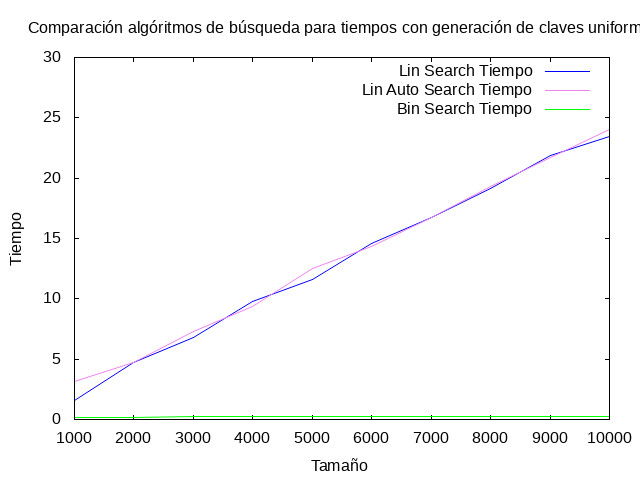 Comparación algóritmos de búsqueda para tiempos con generación de claves uniform
30
25
20
15
10
5
0
Tiempo
Lin Search Tiempo
Lin Auto Search Tiempo
Bin Search Tiempo
1000 2000 3000 4000 5000 6000 7000 8000 9000 10000
Tamaño